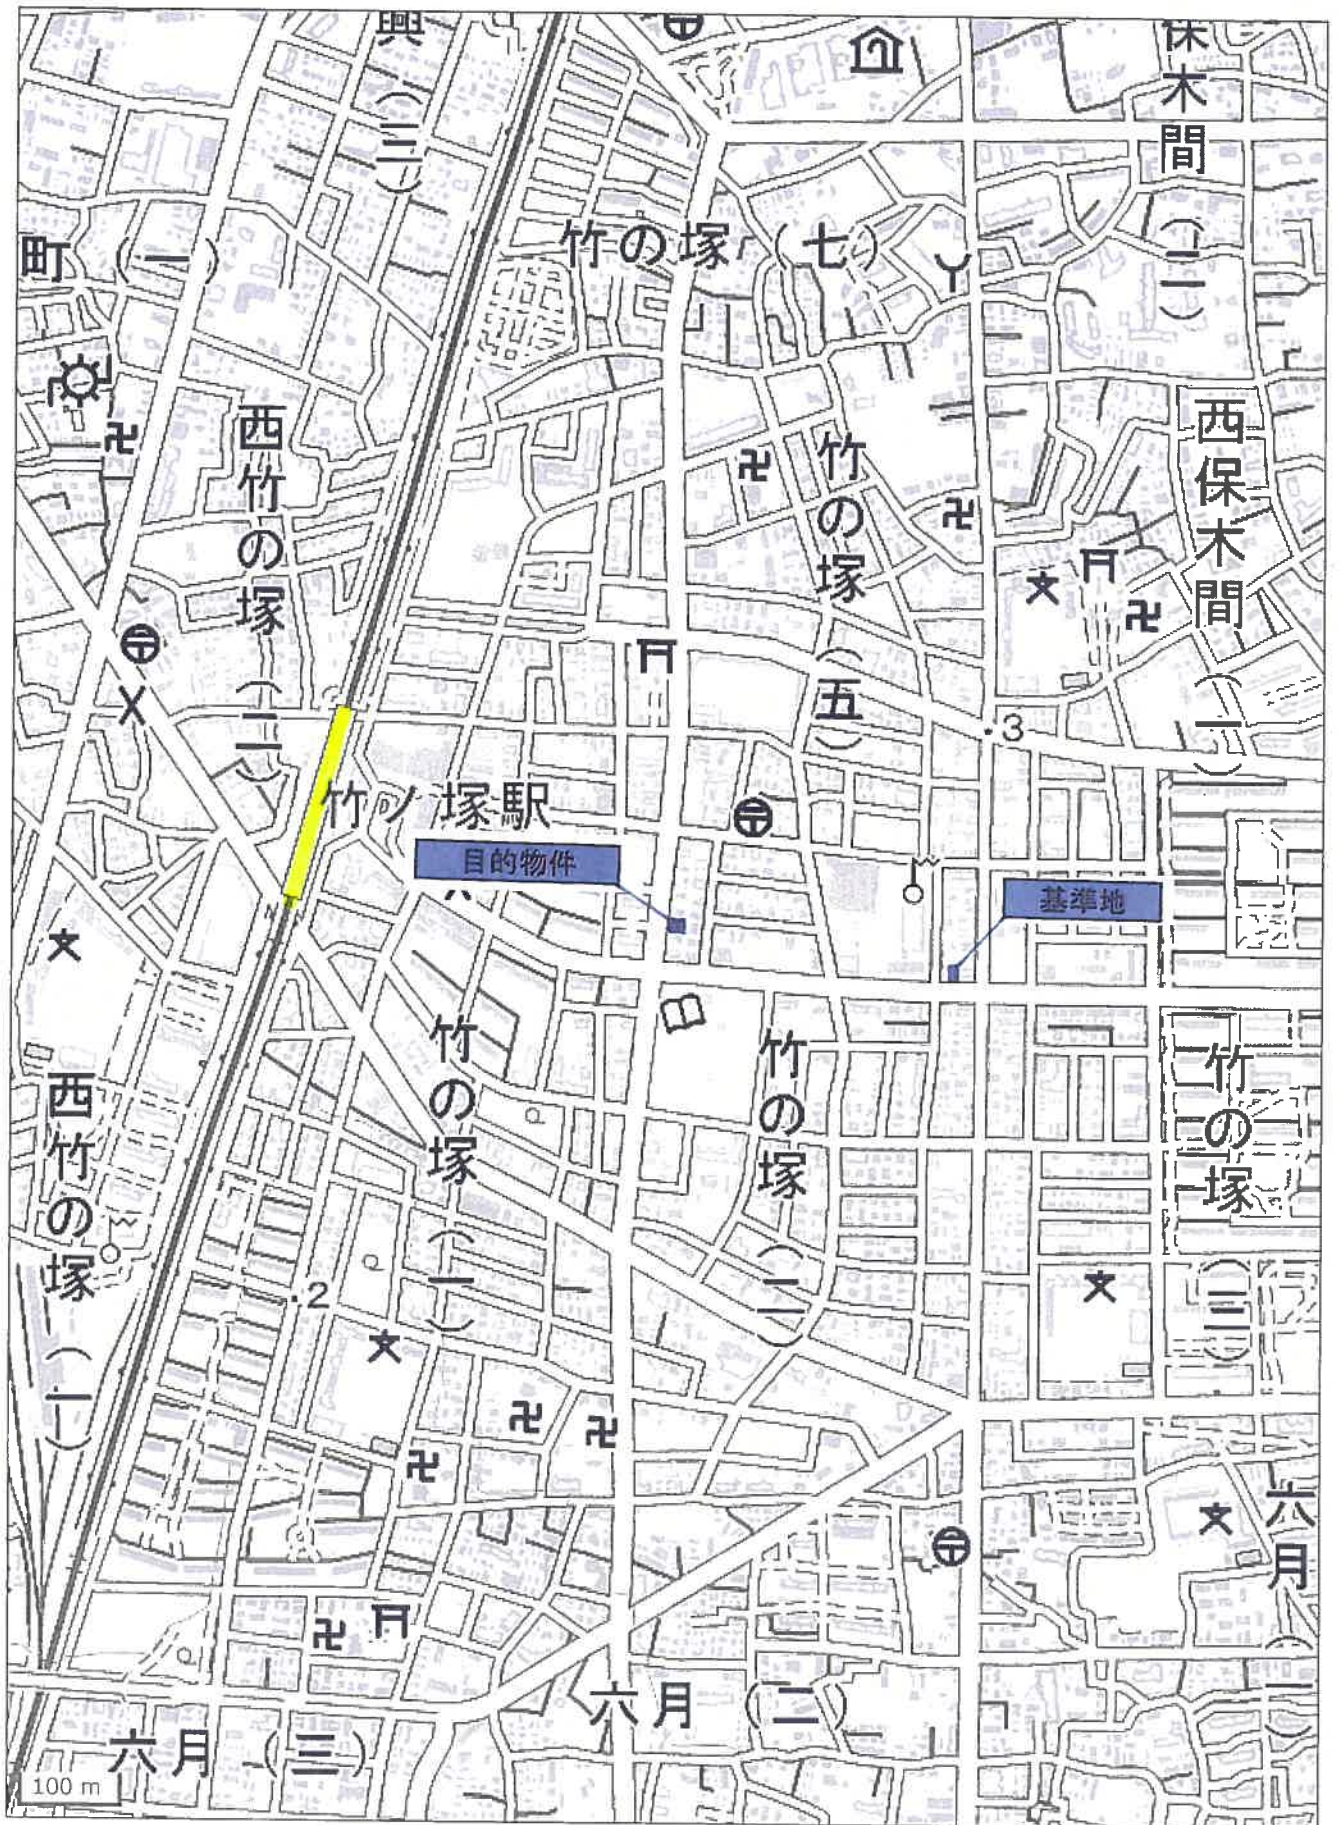 興(三)
保木間(二)
町(一)
竹の塚(七)
西竹の塚(二)
竹の塚(五)
西保木間(一)
3
竹ノ塚駅
目的物件
基準地
竹の塚(一)
竹の塚(二)
竹の塚(三)
西竹の塚(一)
2
六月(一)
六月(二)
六月(三)
100 m